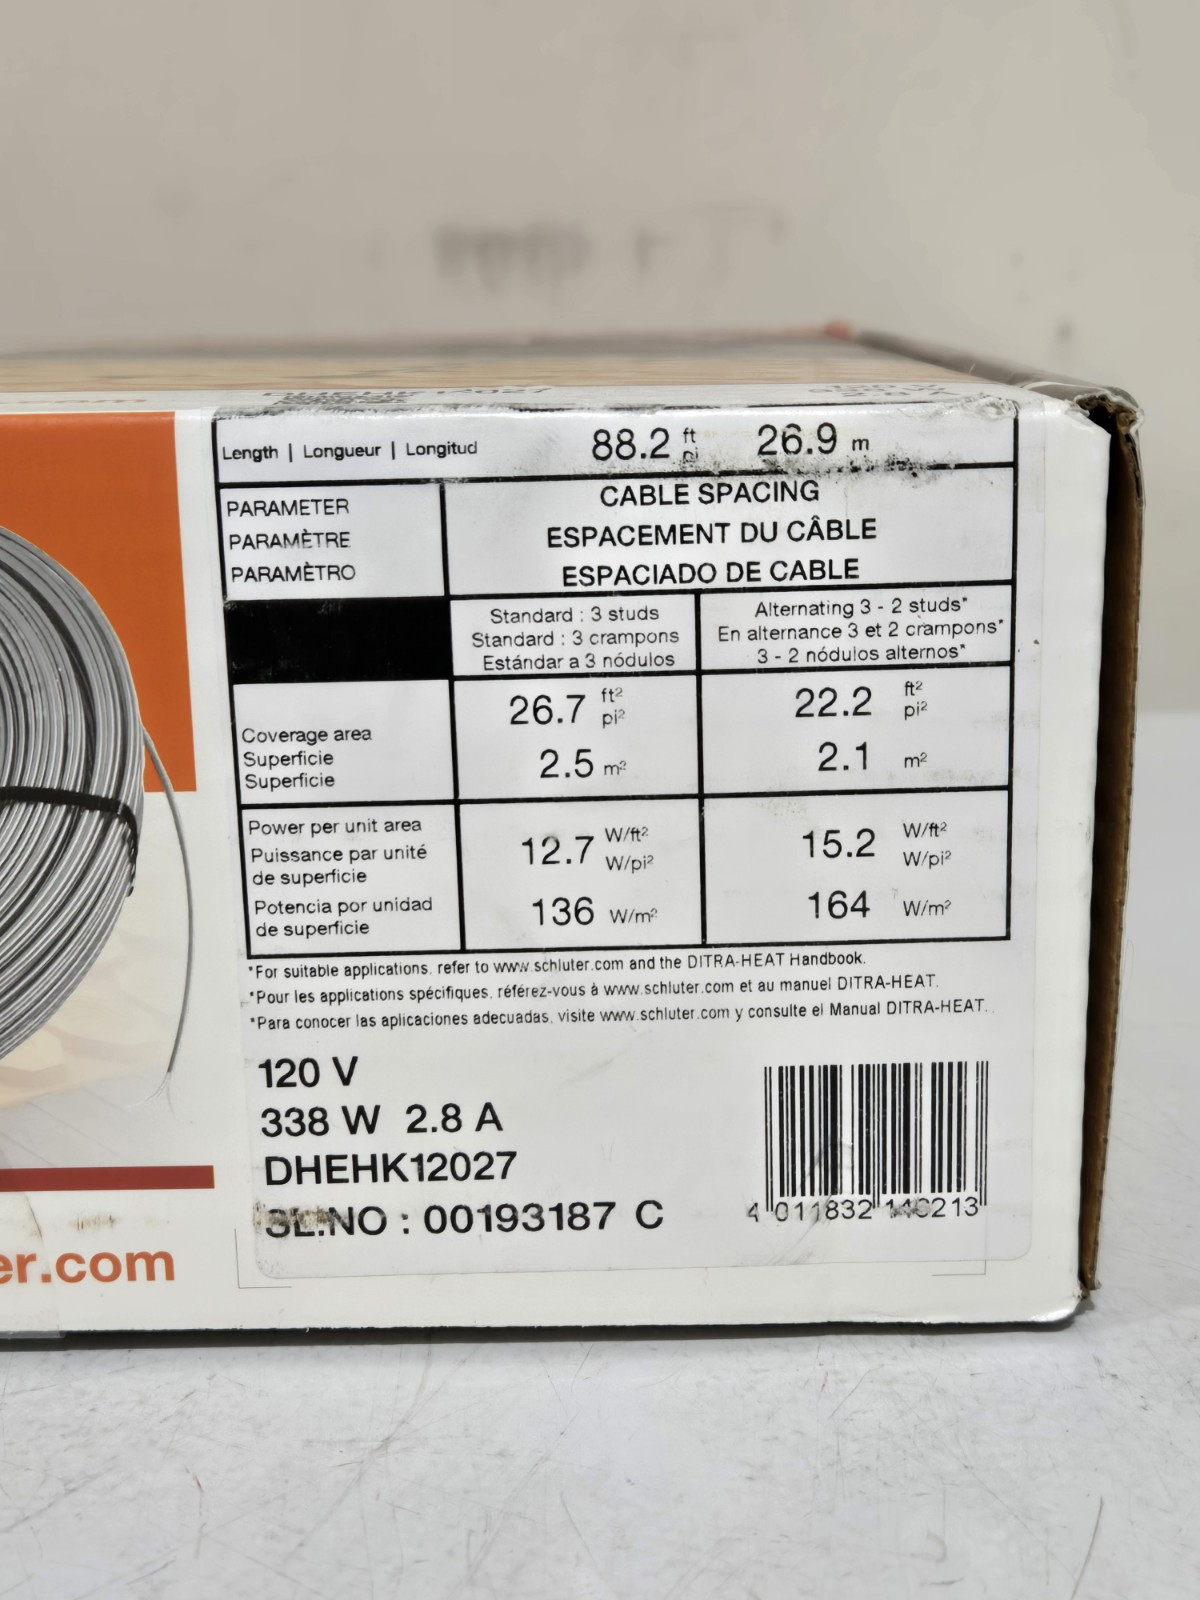 Length | Longueur | Longitud 88.2 ft pi 26.9 m
PARAMETER
PARAMÈTRE
PARAMÈTRO
CABLE SPACING
ESPACEMENT DU CÂBLE
ESPACIADO DE CABLE
Standard : 3 studs
Standard : 3 crampons
Estándar a 3 nódulos
Alternating 3 - 2 studs*
En alternance 3 et 2 crampons*
3 - 2 nódulos alternos*
Coverage area
Superficie
Superficie
26.7 ft² pi²
2.5 m²
22.2 ft² pi²
2.1 m²
Power per unit area
Puissance par unité
de superficie
Potencia por unidad
de superficie
12.7 W/ft² W/pi²
136 W/m²
15.2 W/ft² W/pi²
164 W/m²
*For suitable applications, refer to www.schluter.com and the DITRA-HEAT Handbook.
*Pour les applications spécifiques, référez-vous à www.schluter.com et au manuel DITRA-HEAT.
*Para conocer las aplicaciones adecuadas, visite www.schluter.com y consulte el Manual DITRA-HEAT.
120 V
338 W 2.8 A
DHEHK12027
SL.NO : 00193187 C
4 011832 146213
er.com